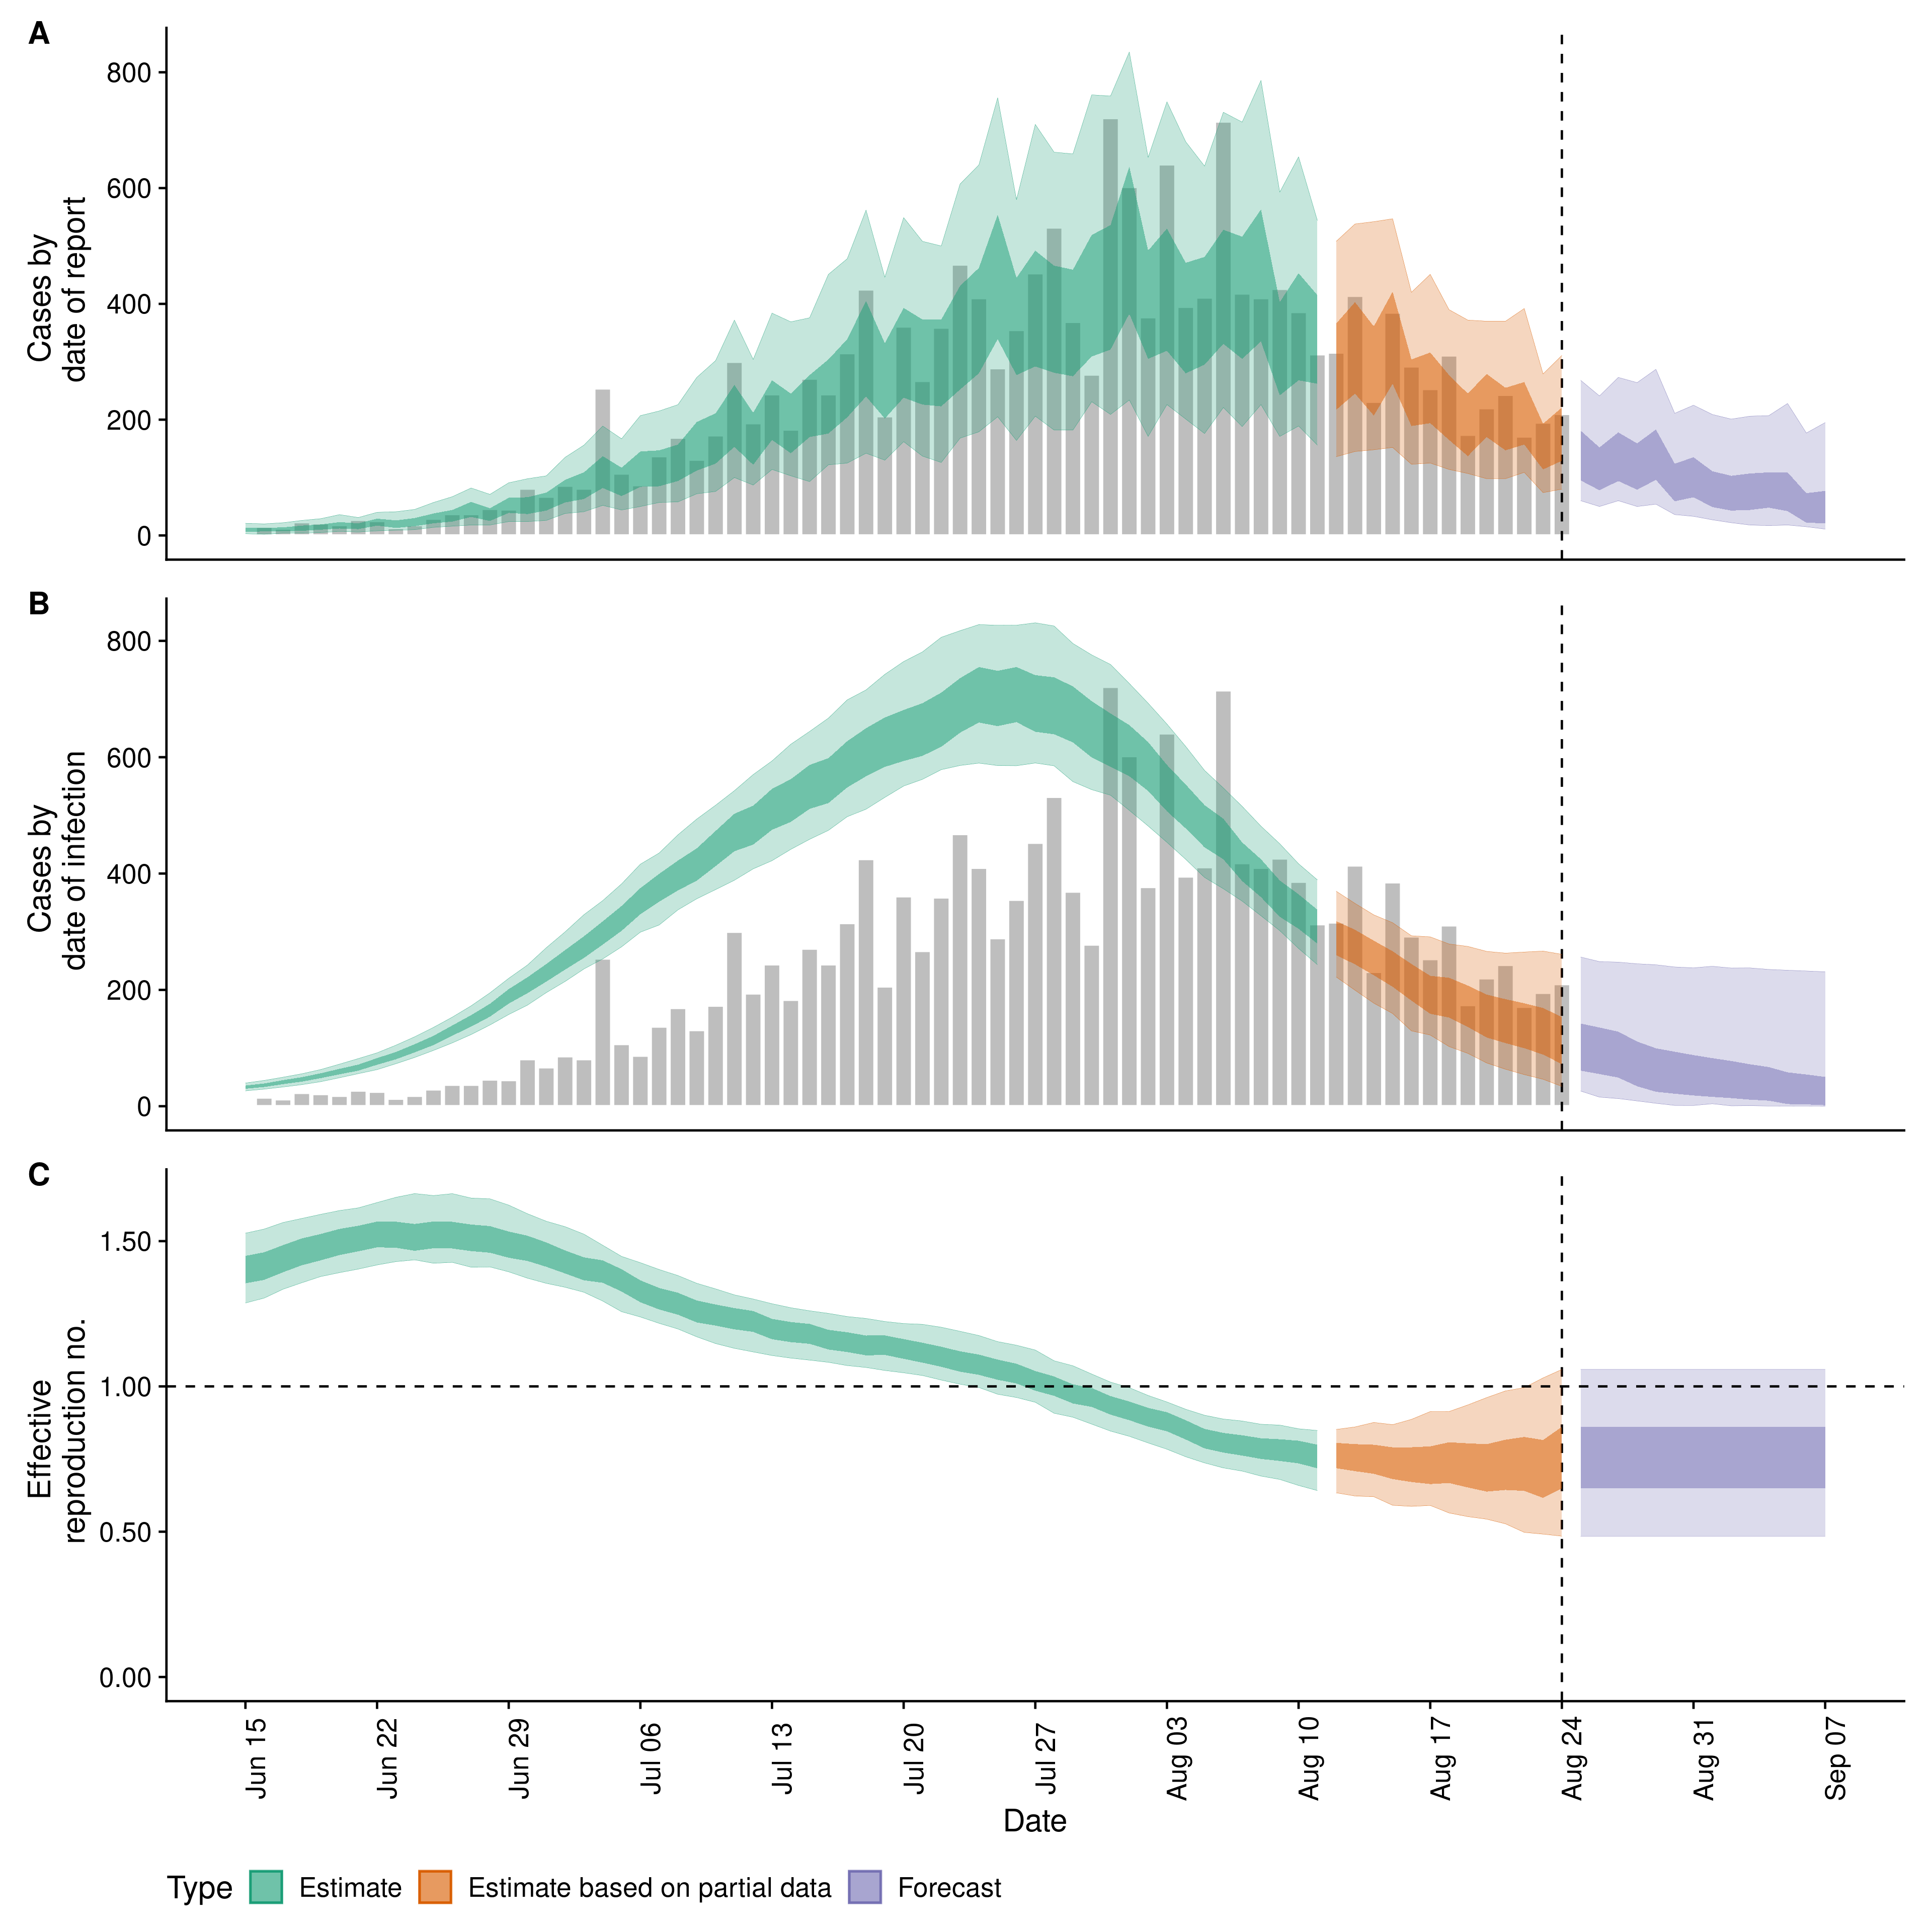 A
800
600
400
200
0
Cases by
date of report
B
800
600
400
200
0
Cases by
date of infection
C
1.50
1.00
0.50
0.00
Effective
reproduction no.
Jun 15
Jun 22
Jun 29
Jul 06
Jul 13
Jul 20
Jul 27
Aug 03
Aug 10
Aug 17
Aug 24
Aug 31
Sep 07
Date
Type Estimate Estimate based on partial data Forecast